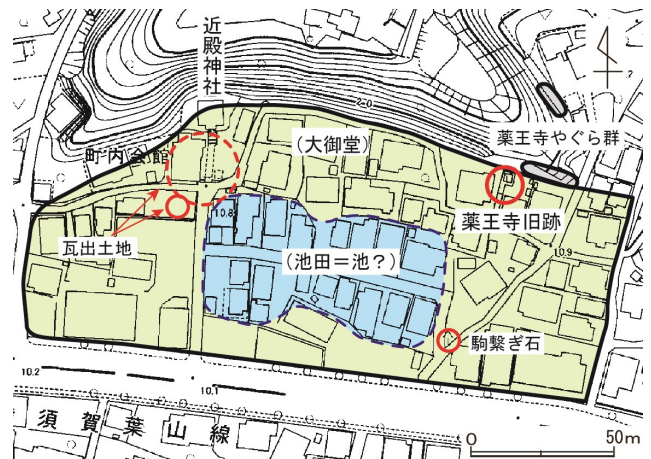 近殿神社
20
2
町内会館
(大御堂)
薬王寺やぐら群
10.8
薬王寺旧跡
瓦出土地
(池田=池?)
10.9
駒繋ぎ石
10.2
10.1
須賀葉山線
0 50m